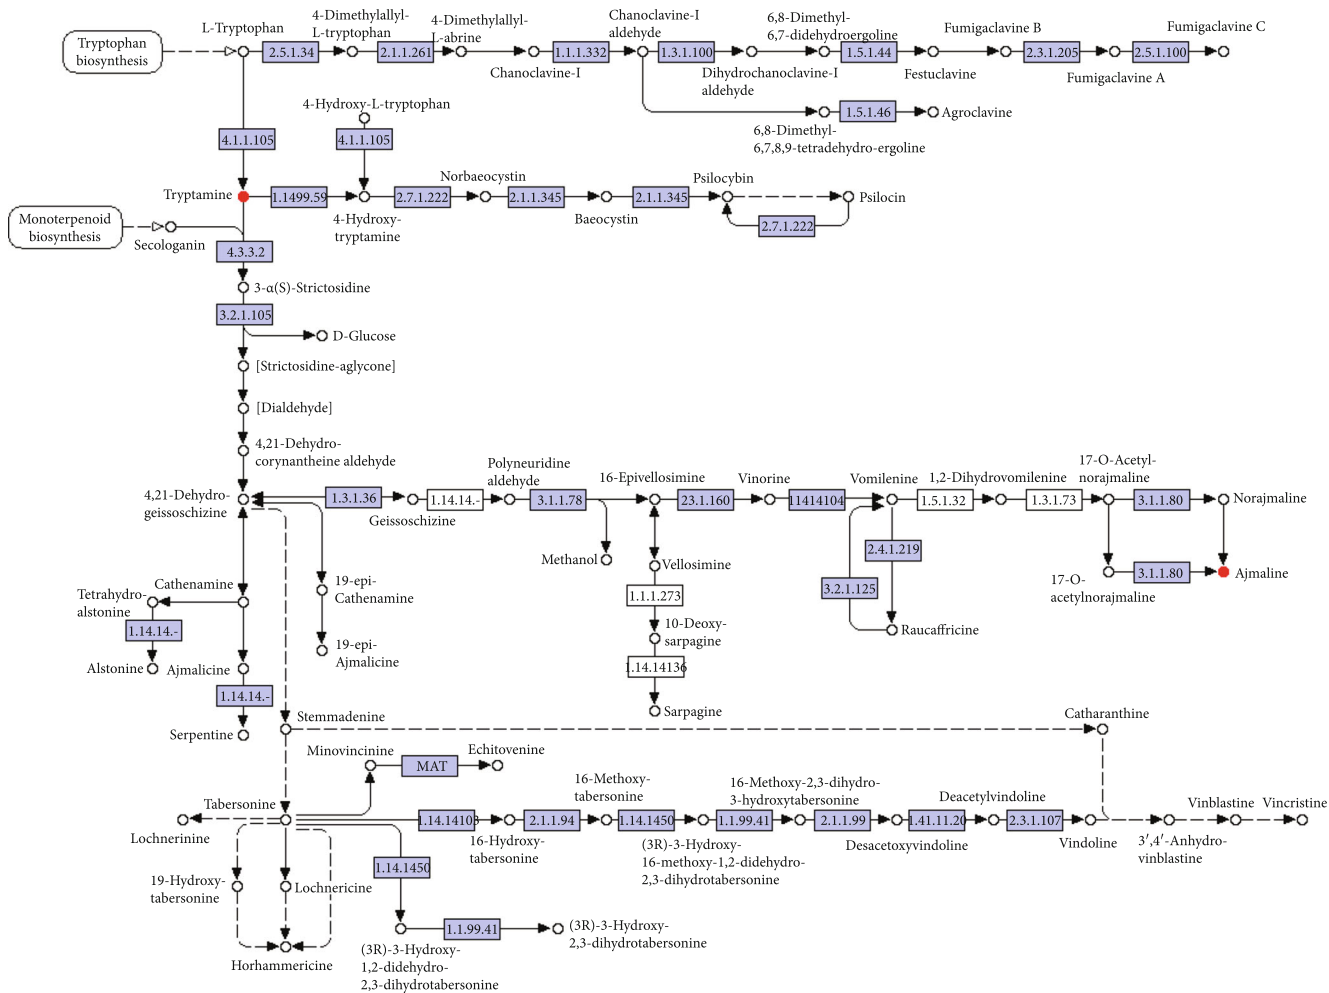 Tryptophan
biosynthesis
L-Tryptophan
2.5.1.34
4-Dimethylallyl-
L-tryptophan
2.1.1.261
4-Dimethylallyl-
L-abrine
Chanoclavine-I
1.1.1.332
Chanoclavine-I
aldehyde
1.3.1.100
Dihydrochanoclavine-I
aldehyde
6,8-Dimethyl-
6,7-didehydroergoline
1.5.1.44
Festuclavine
Fumigaclavine B
2.3.1.205
Fumigaclavine A
2.5.1.100
Fumigaclavine C
6,8-Dimethyl-
6,7,8,9-tetradehydro-ergoline
1.5.1.46
Agroclavine
4.1.1.105
4-Hydroxy-L-tryptophan
4.1.1.105
Tryptamine
1.1499.59
4-Hydroxy-
tryptamine
2.7.1.222
Norbaeocystin
2.1.1.345
Baeocystin
2.1.1.345
Psilocybin
Psilocin
2.7.1.222
Monoterpenoid
biosynthesis
Secologanin
4.3.3.2
3-α(S)-Strictosidine
3.2.1.105
D-Glucose
[Strictosidine-aglycone]
[Dialdehyde]
4,21-Dehydro-
corynantheine aldehyde
4,21-Dehydro-
geissoschizine
1.3.1.36
Geissoschizine
1.14.14.-
Polyneuridine
aldehyde
3.1.1.78
Methanol
16-Epivellosimine
23.1.160
Vinorine
11414104
Vomilenine
1.5.1.32
1,2-Dihydrovomilenine
1.3.1.73
17-O-Acetyl-
norajmaline
3.1.1.80
Norajmaline
2.4.1.219
3.2.1.125
Raucaffricine
17-O-
acetylnorajmaline
3.1.1.80
Ajmaline
Vellosimine
1.1.1.273
10-Deoxy-
sarpagine
1.14.14136
Sarpagine
Cathenamine
Tetrahydro-
alstonine
1.14.14.-
Alstonine
Ajmalicine
1.14.14.-
Serpentine
19-epi-
Cathenamine
19-epi-
Ajmalicine
Stemmadenine
Catharanthine
Minovincinine
MAT
Echitovenine
Tabersonine
Lochnerinine
1.14.14103
16-Hydroxy-
tabersonine
2.1.1.94
16-Methoxy-
tabersonine
1.14.1450
(3R)-3-Hydroxy-
16-methoxy-1,2-didehydro-
2,3-dihydrotabersonine
1.1.99.41
16-Methoxy-2,3-dihydro-
3-hydroxytabersonine
2.1.1.99
Desacetoxyvindoline
1.41.11.20
Deacetylvindoline
2.3.1.107
Vindoline
3′,4′-Anhydro-
vinblastine
Vinblastine
Vincristine
1.14.1450
19-Hydroxy-
tabersonine
Lochnericine
Horhammericine
(3R)-3-Hydroxy-
1,2-didehydro-
2,3-dihydrotabersonine
1.1.99.41
(3R)-3-Hydroxy-
2,3-dihydrotabersonine